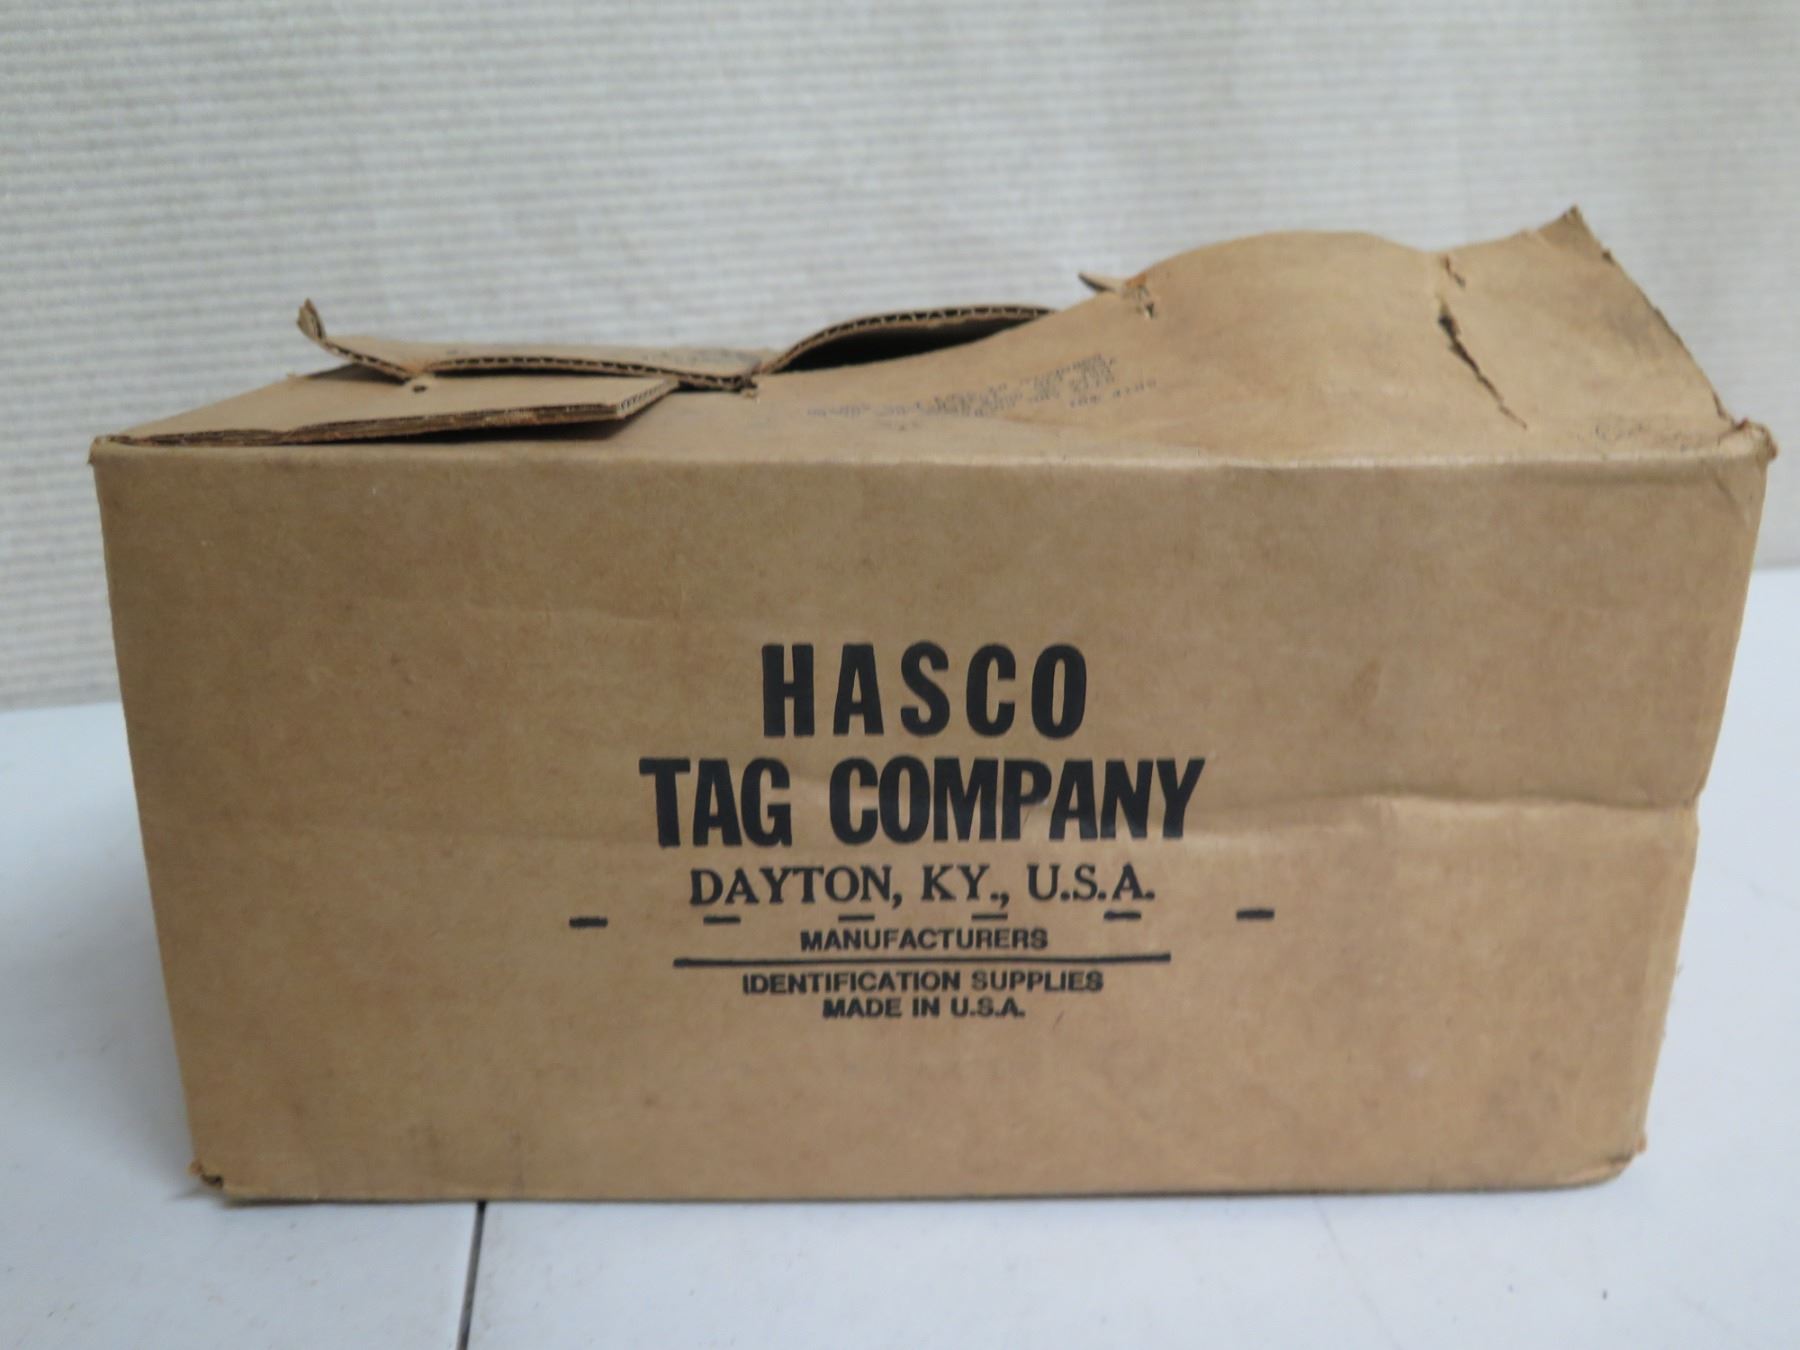 HASCO
TAG COMPANY
DAYTON, KY., U.S.A.
MANUFACTURERS
IDENTIFICATION SUPPLIES
MADE IN U.S.A.